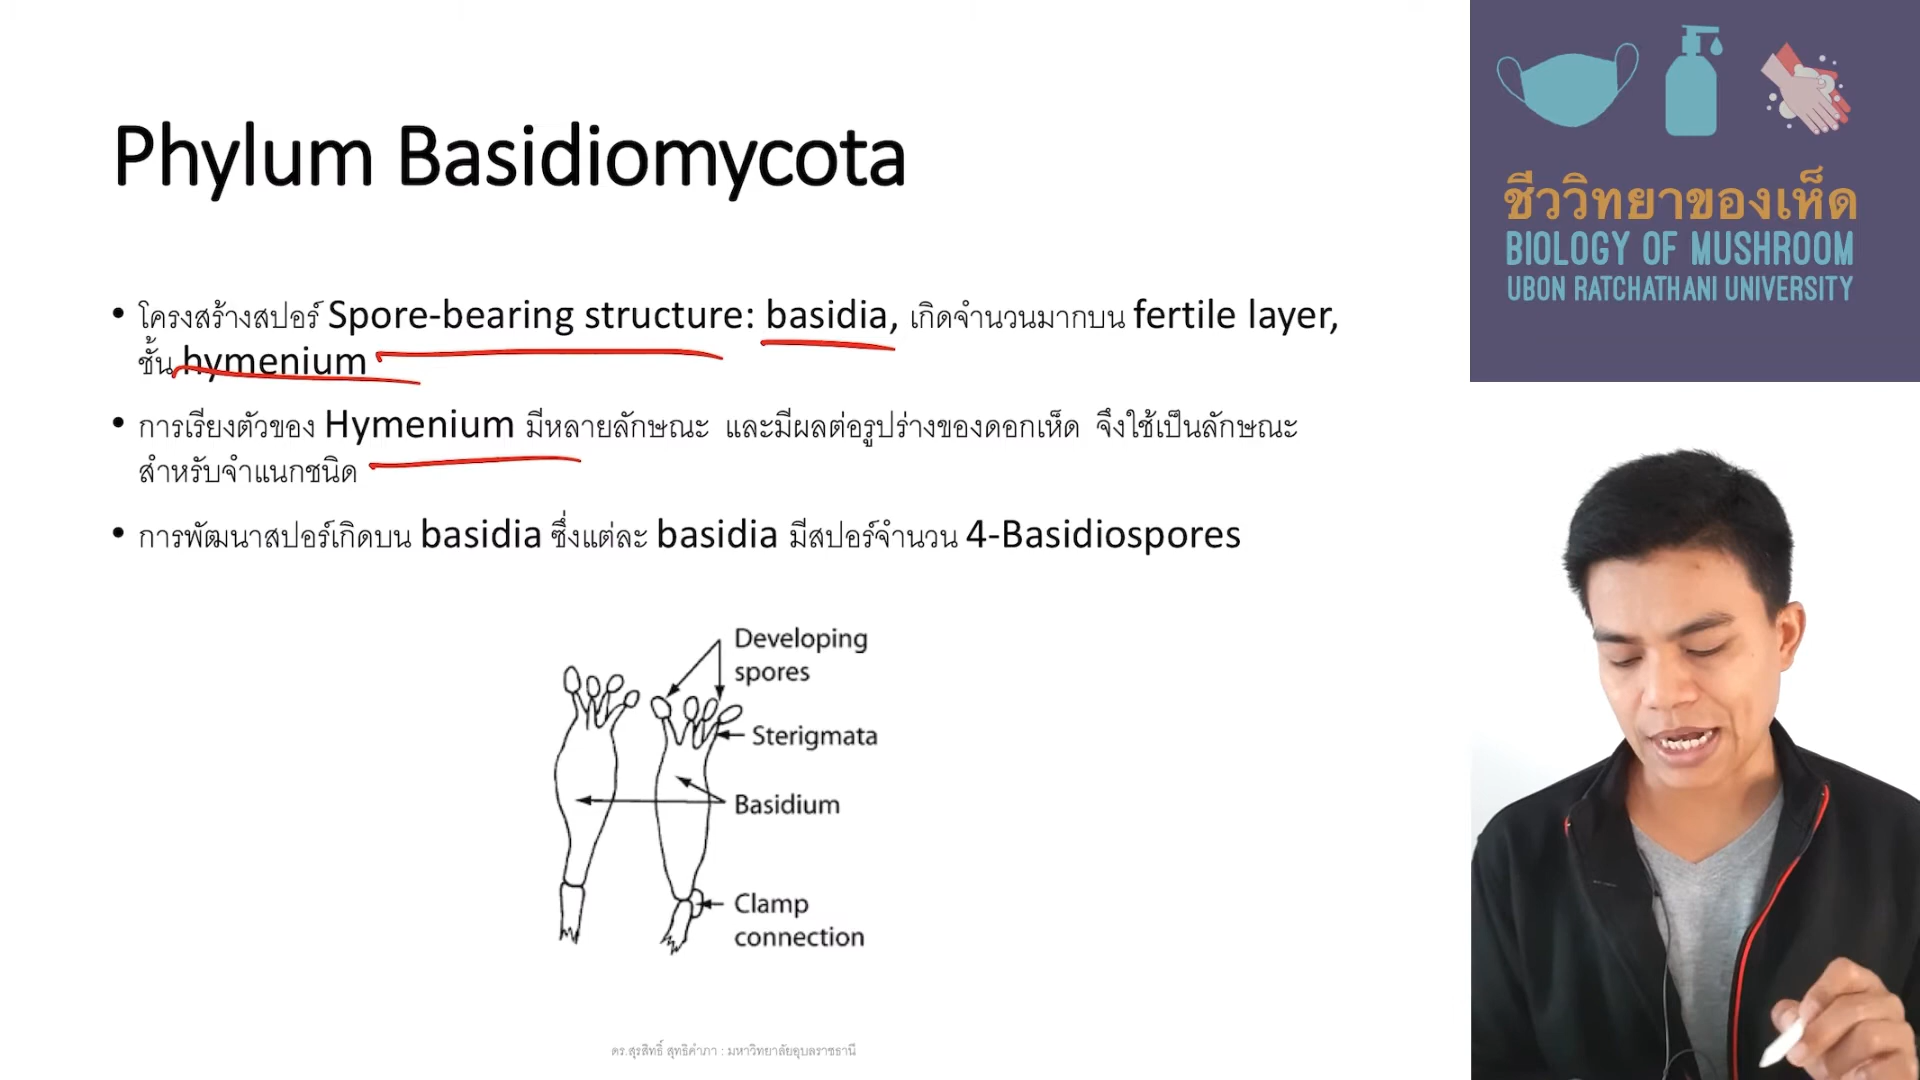 Phylum Basidiomycota
• โครงสร้างสปอร์ Spore-bearing structure: basidia, เกิดจำนวนมากบน fertile layer,
ชั้น hymenium
• การเรียงตัวของ Hymenium มีหลายลักษณะ และมีผลต่อรูปร่างของดอกเห็ด จึงใช้เป็นลักษณะ
สำหรับจำแนกชนิด
• การพัฒนาสปอร์เกิดบน basidia ซึ่งแต่ละ basidia มีสปอร์จำนวน 4-Basidiospores
Developing
spores
Sterigmata
Basidium
Clamp
connection
ดร.สุรสิทธิ์ สุทธิคำภา : มหาวิทยาลัยอุบลราชธานี
ชีววิทยาของเห็ด
BIOLOGY OF MUSHROOM
UBON RATCHATHANI UNIVERSITY